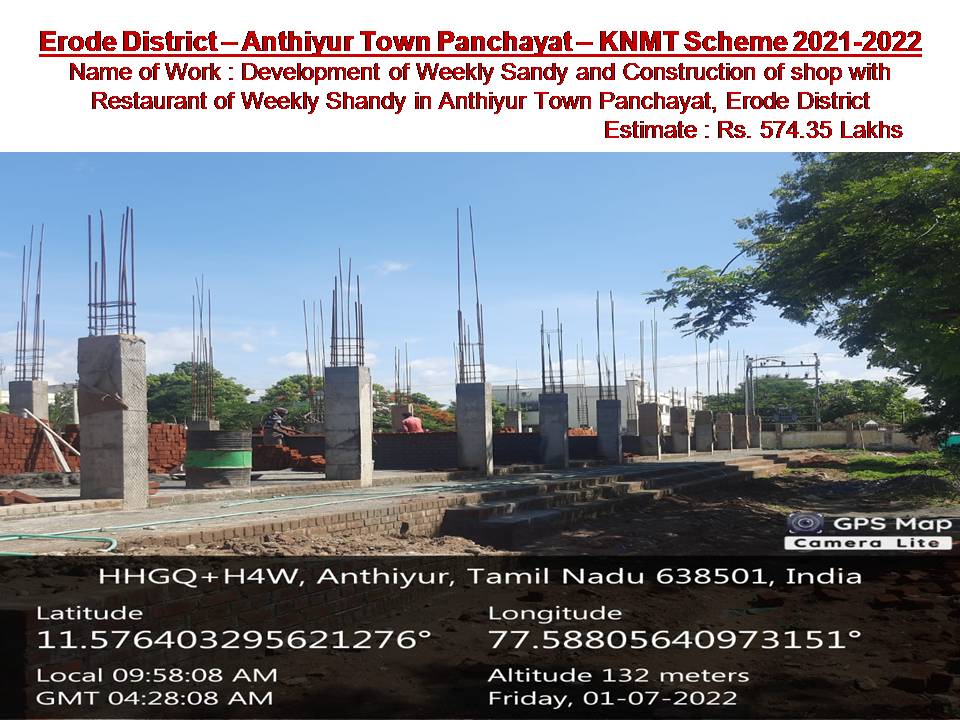 Erode District – Anthiyur Town Panchayat – KNMT Scheme 2021-2022
Name of Work : Development of Weekly Sandy and Construction of shop with
Restaurant of Weekly Shandy in Anthiyur Town Panchayat, Erode District
Estimate : Rs. 574.35 Lakhs
GPS Map
Camera Lite
HHGQ+H4W, Anthiyur, Tamil Nadu 638501, India
Latitude
11.576403295621276°
Longitude
77.58805640973151°
Local 09:58:08 AM
GMT 04:28:08 AM
Altitude 132 meters
Friday, 01-07-2022